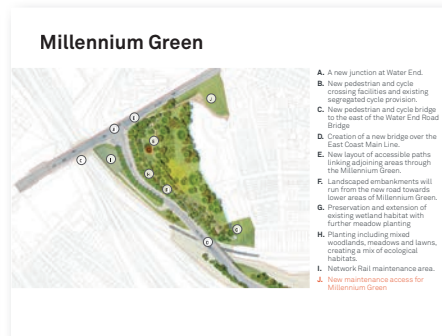 Millennium Green
A. A new junction at Water End.
B. New pedestrian and cycle
crossing facilities and existing
segregated cycle provision.
C. New pedestrian and cycle bridge
to the east of the Water End Road
Bridge
D. Creation of a new bridge over the
East Coast Main Line.
E. New layout of accessible paths
linking adjoining areas through
the Millennium Green.
F. Landscaped embankments will
run from the new road towards
lower areas of Millennium Green.
G. Preservation and extension of
existing wetland habitat with
further meadow planting
H. Planting including mixed
woodlands, meadows and lawns,
creating a mix of ecological
habitats.
I. Network Rail maintenance area.
J. New maintenance access for
Millennium Green